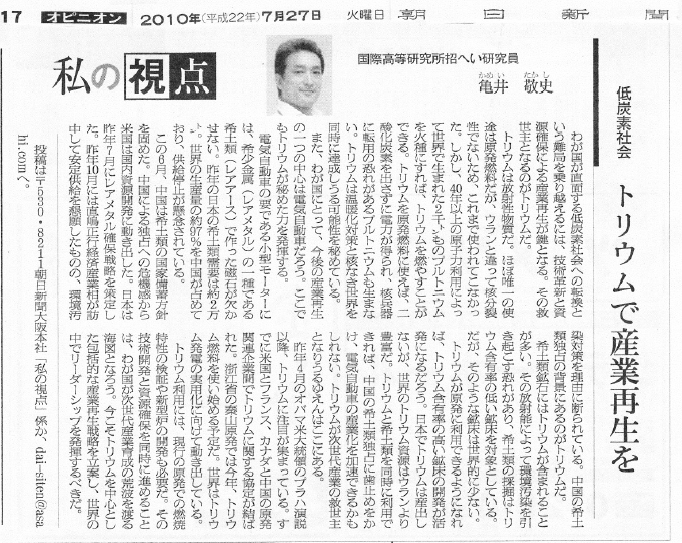 17 オピニオン 2010年(平成22年)7月27日 火曜日 朝日新聞
私の視点
国際高等研究所招へい研究員
亀井 敬史
かめい たかし
低炭素社会 トリウムで産業再生を
わが国が直面する低炭素社会への転換と
いう難局を乗り越えるには、技術革新と資
源確保による産業再生が鍵となる。その救
世主となるのがトリウムだ。
トリウムは放射性物質だ。ほぼ唯一の使
途は原発燃料だが、ウランと違って核分裂
性でないため、これまで使われてこなかっ
た。しかし、40年以上の原子力利用によっ
て世界で生まれた2千㌧ものプルトニウム
を火種にすれば、トリウムを燃やすことが
できる。トリウムを原発燃料に使えば、二
酸化炭素を出さずに電力が得られ、核兵器
に転用の恐れがあるプルトニウムも生まな
い。トリウムは温暖化対策と核なき世界を
同時に達成しうる可能性を秘めている。
また、わが国にとって、今後の産業再生
の一つの中心は電気自動車だろう。ここで
もトリウムが秘めた力を発揮する。
電気自動車の要である小型モーターに
は、希少金属（レアメタル）の一種である
希土類（レアアース）で作った磁石が欠か
せない。昨年の日本の希土類需要は約2万
㌧。世界の生産量の約97％を中国が占めて
おり、供給停止が懸念されている。
この6月、中国は希土類の国家備蓄方針
を固めた。中国による独占への危機感から
米国は国内資源開発に動き出した。日本は
昨年7月にレアメタル確保戦略を策定し
た。昨年10月には直嶋正行経済産業相が訪
中して安定供給を懇願したものの、環境汚
染対策を理由に断られている。中国の希土
類独占の背景にあるのがトリウムだ。
希土類鉱石にはトリウムが含まれること
が多い。その放射能によって環境汚染を引
き起こす恐れがあり、希土類の採掘はトリ
ウム含有率の低い鉱床を対象としている。
だが、そのような鉱床は世界的に少ない。
トリウムが原発に利用できるようになれ
ば、トリウム含有率の高い鉱床の開発が活
発になるだろう。日本でトリウムは産出し
ないが、世界のトリウム資源はウランより
豊富だ。トリウムと希土類を同時に利用で
きれば、中国の希土類独占に歯止めをか
け、電気自動車の産業化を加速できるかも
しれない。トリウムが次世代産業の救世主
となりうるゆえんはここにある。
昨年4月のオバマ米大統領のプラハ演説
以降、トリウムに注目が集まっている。す
でに米国とフランス、カナダと中国の原発
関連企業間でトリウムに関する協定が結ば
れた。浙江省の秦山原発では今年、トリウ
ム燃料を使い始める予定だ。世界はトリウ
ム発電の実用化に向けて動き出している。
トリウム利用には、現行の原発での燃焼
特性の検証や新型炉の開発も必要だ。その
技術開発と資源確保を同時に進めること
は、わが国が次世代産業育成の荒波を渡る
海図となろう。今こそトリウムを中心とし
た包括的な産業再生戦略を立案し、世界の
中でリーダーシップを発揮するべきだ。
投稿は〒530・8211朝日新聞大阪本社「私の視点」係か、dai-siten@asa
hi.comへ。